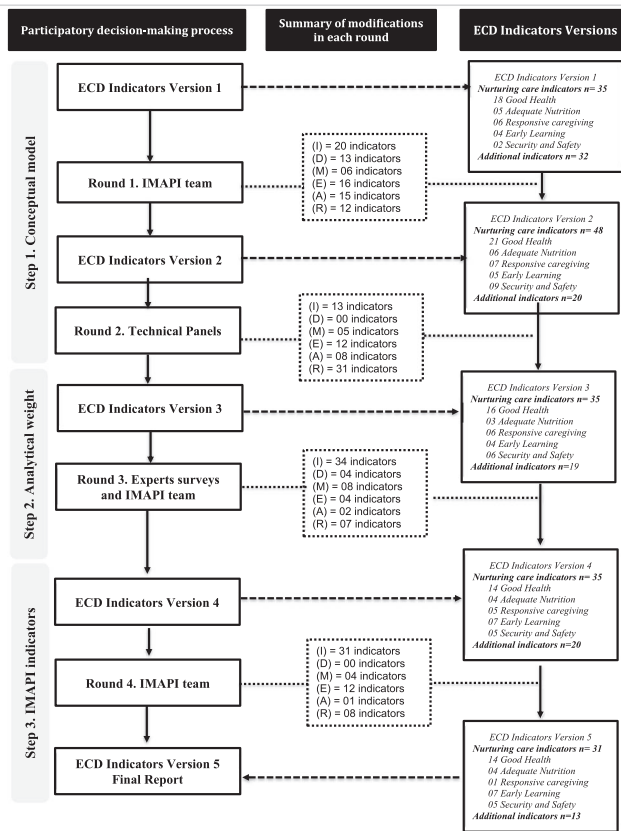 Participatory decision-making process
Summary of modifications
in each round
ECD Indicators Versions
Step 1. Conceptual model
ECD Indicators Version 1
ECD Indicators Version 1
Nurturing care indicators n= 35
18 Good Health
05 Adequate Nutrition
06 Responsive caregiving
04 Early Learning
02 Security and Safety
Additional indicators n= 32
Round 1. IMAPI team
(I) = 20 indicators
(D) = 13 indicators
(M) = 06 indicators
(E) = 16 indicators
(A) = 15 indicators
(R) = 12 indicators
ECD Indicators Version 2
ECD Indicators Version 2
Nurturing care indicators n= 48
21 Good Health
06 Adequate Nutrition
07 Responsive caregiving
05 Early Learning
09 Security and Safety
Additional indicators n=20
Round 2. Technical Panels
(I) = 13 indicators
(D) = 00 indicators
(M) = 05 indicators
(E) = 12 indicators
(A) = 08 indicators
(R) = 31 indicators
Step 2. Analytical weight
ECD Indicators Version 3
ECD Indicators Version 3
Nurturing care indicators n= 35
16 Good Health
03 Adequate Nutrition
06 Responsive caregiving
04 Early Learning
06 Security and Safety
Additional indicators n=19
Round 3. Experts surveys
and IMAPI team
(I) = 34 indicators
(D) = 04 indicators
(M) = 08 indicators
(E) = 04 indicators
(A) = 02 indicators
(R) = 07 indicators
Step 3. IMAPI indicators
ECD Indicators Version 4
ECD Indicators Version 4
Nurturing care indicators n= 35
14 Good Health
04 Adequate Nutrition
05 Responsive caregiving
07 Early Learning
05 Security and Safety
Additional indicators n=20
Round 4. IMAPI team
(I) = 31 indicators
(D) = 00 indicators
(M) = 04 indicators
(E) = 12 indicators
(A) = 01 indicators
(R) = 08 indicators
ECD Indicators Version 5
Final Report
ECD Indicators Version 5
Nurturing care indicators n= 31
14 Good Health
04 Adequate Nutrition
01 Responsive caregiving
07 Early Learning
05 Security and Safety
Additional indicators n=13